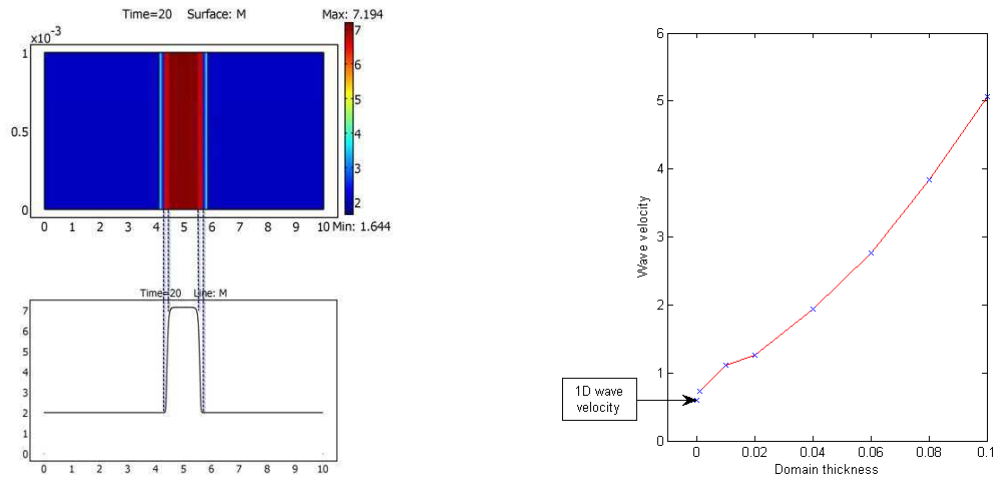 Time=20 Surface: M
Max: 7.194
x10⁻³
1
0.5
0
0 1 2 3 4 5 6 7 8 9 10
7
6
5
4
3
2
Min: 1.644
Time=20 Line: M
7
6
5
4
3
2
1
0
0 1 2 3 4 5 6 7 8 9 10
6
5
4
3
2
1
0
Wave velocity
1D wave
velocity
0 0.02 0.04 0.06 0.08 0.1
Domain thickness